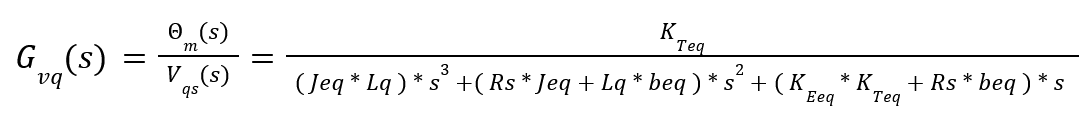 G_vq(s) = Θ_m(s) / V_qs(s) = K_Teq / ( Jeq * Lq ) * s^3 + ( Rs * Jeq + Lq * beq ) * s^2 + ( K_Eeq * K_Teq + Rs * beq ) * s